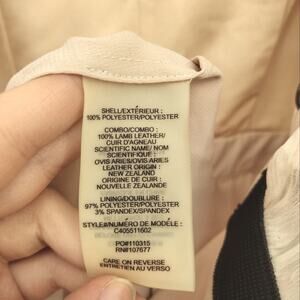 SHELL/EXTÉRIEUR :
100% POLYESTER/POLYESTER
COMBO/COMBO :
100% LAMB LEATHER/
CUIR D'AGNEAU
SCIENTIFIC NAME/ NOM
SCIENTIFIQUE :
OVIS ARIES/OVIS ARIES
LEATHER ORIGIN :
NEW ZEALAND
ORIGINE DE CUIR :
NOUVELLE ZEALANDE
LINING/DOUBLURE :
97% POLYESTER/POLYESTER
3% SPANDEX/SPANDEX
STYLE#/NUMÉRO DE MODÉLE :
C405511602
PO#110315
RN#107677
CARE ON REVERSE
ENTRETIEN AU VERSO